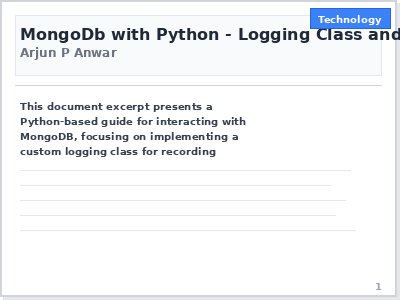 Technology
MongoDb with Python - Logging Class and
Arjun P Anwar
This document excerpt presents a
Python-based guide for interacting with
MongoDB, focusing on implementing a
custom logging class for recording
1